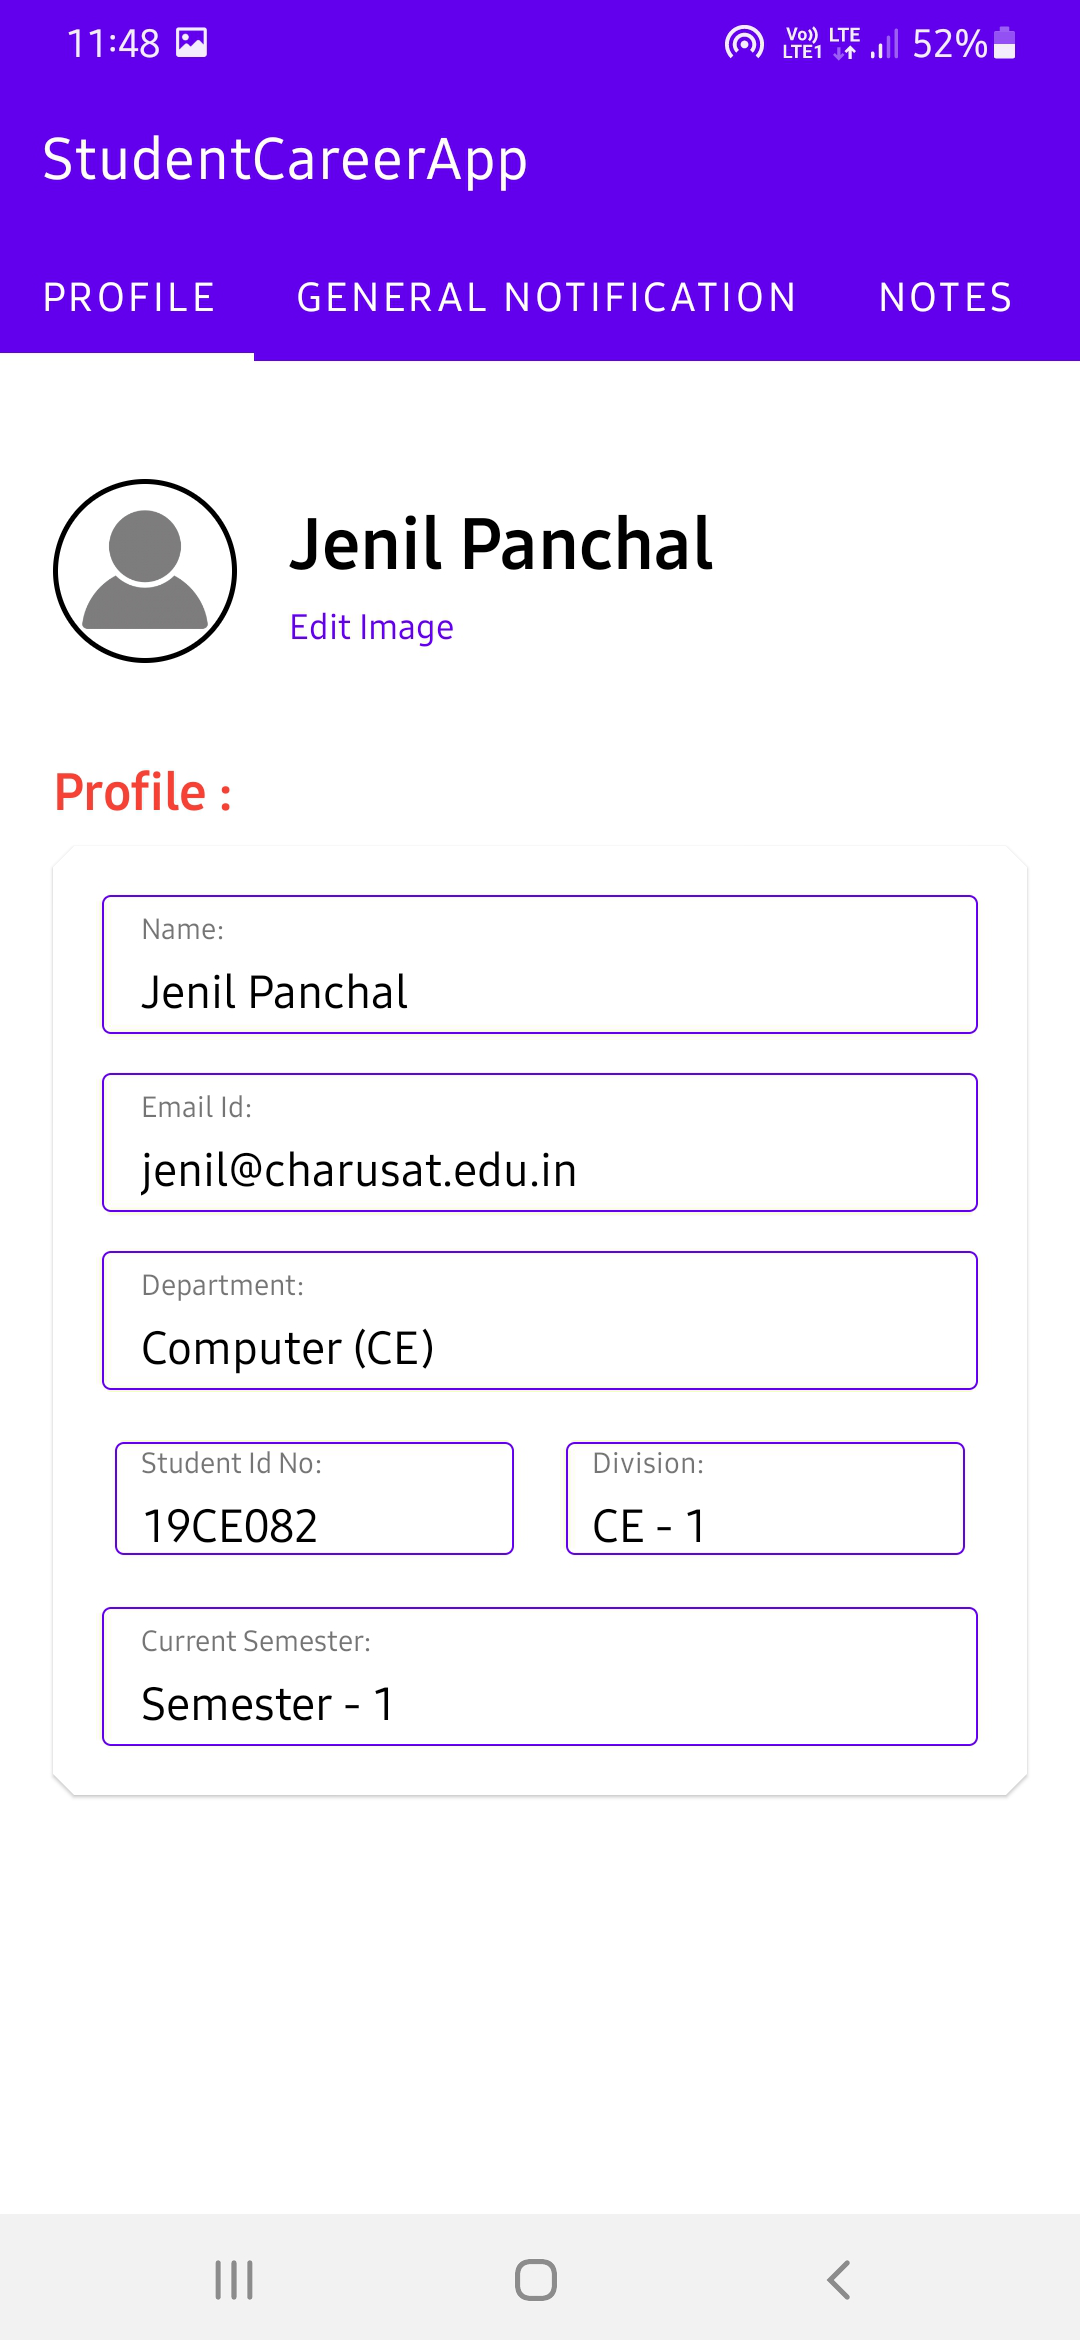 11:48 Vo)) LTE LTE1 52%
StudentCareerApp
PROFILE GENERAL NOTIFICATION NOTES
Jenil Panchal
Edit Image
Profile :
Name:
Jenil Panchal
Email Id:
jenil@charusat.edu.in
Department:
Computer (CE)
Student Id No: Division:
19CE082 CE - 1
Current Semester:
Semester - 1